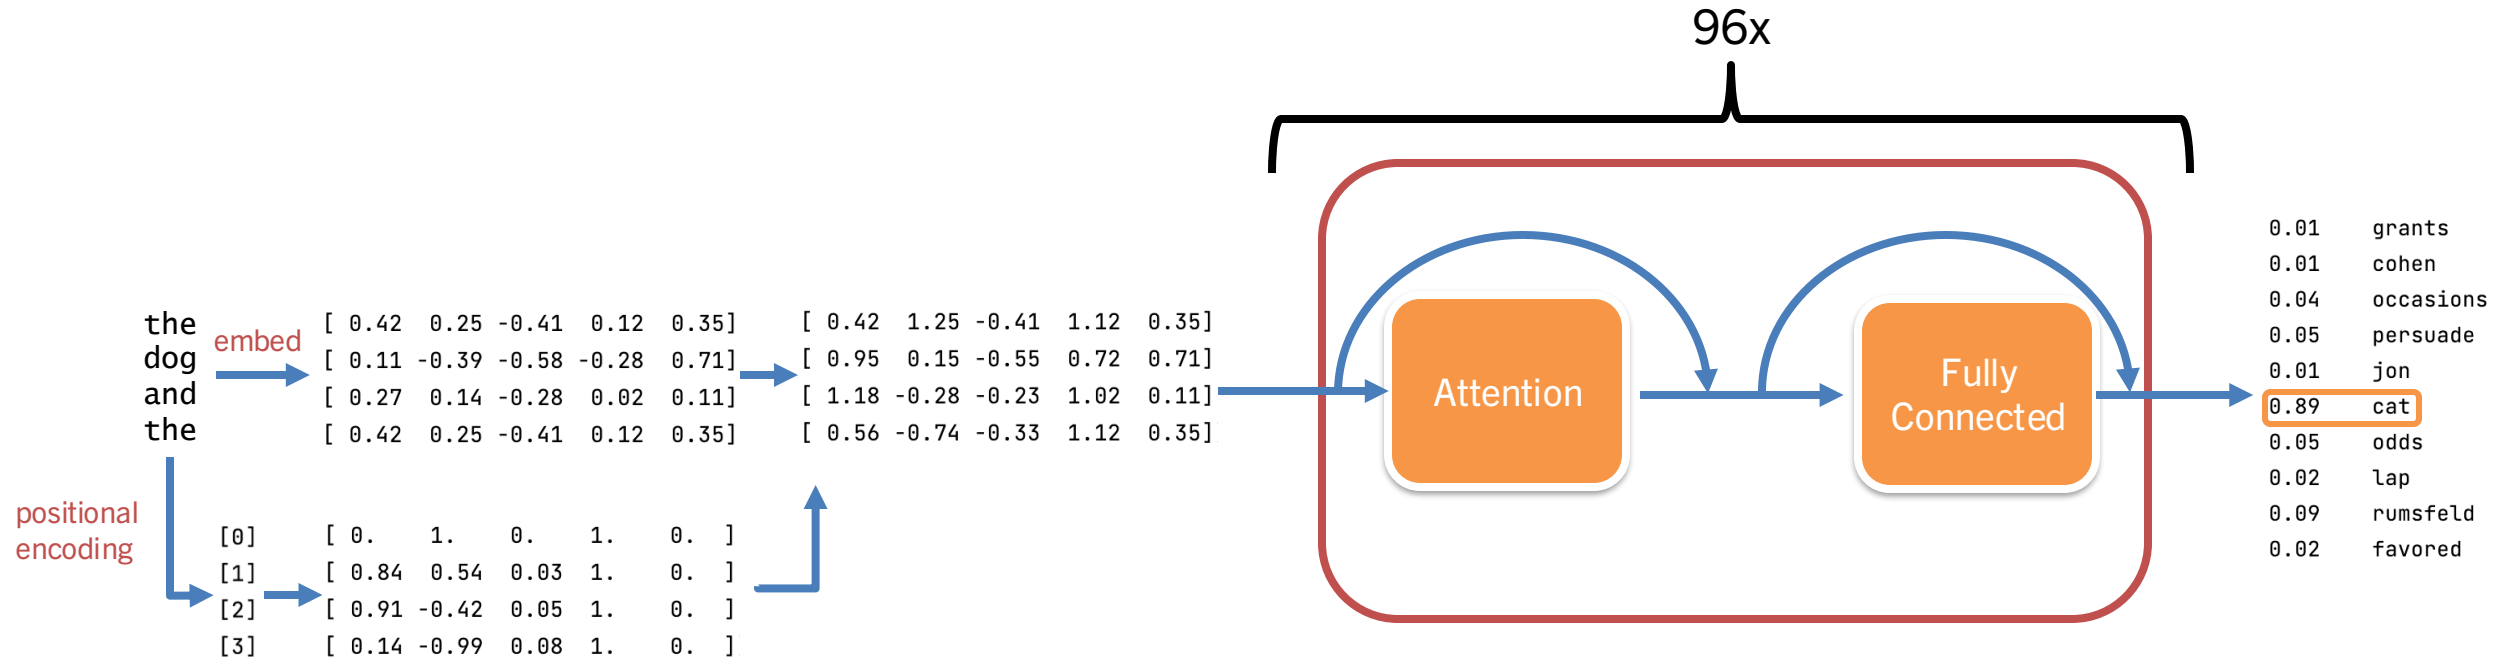 96x
the
dog
and
the
embed
[ 0.42 0.25 -0.41 0.12 0.35]
[ 0.11 -0.39 -0.58 -0.28 0.71]
[ 0.27 0.14 -0.28 0.02 0.11]
[ 0.42 0.25 -0.41 0.12 0.35]
[ 0.42 1.25 -0.41 1.12 0.35]
[ 0.95 0.15 -0.55 0.72 0.71]
[ 1.18 -0.28 -0.23 1.02 0.11]
[ 0.56 -0.74 -0.33 1.12 0.35]
positional
encoding
[0]
[1]
[2]
[3]
[ 0. 1. 0. 1. 0. ]
[ 0.84 0.54 0.03 1. 0. ]
[ 0.91 -0.42 0.05 1. 0. ]
[ 0.14 -0.99 0.08 1. 0. ]
Attention
Fully
Connected
0.01 grants
0.01 cohen
0.04 occasions
0.05 persuade
0.01 jon
0.89 cat
0.05 odds
0.02 lap
0.09 rumsfeld
0.02 favored